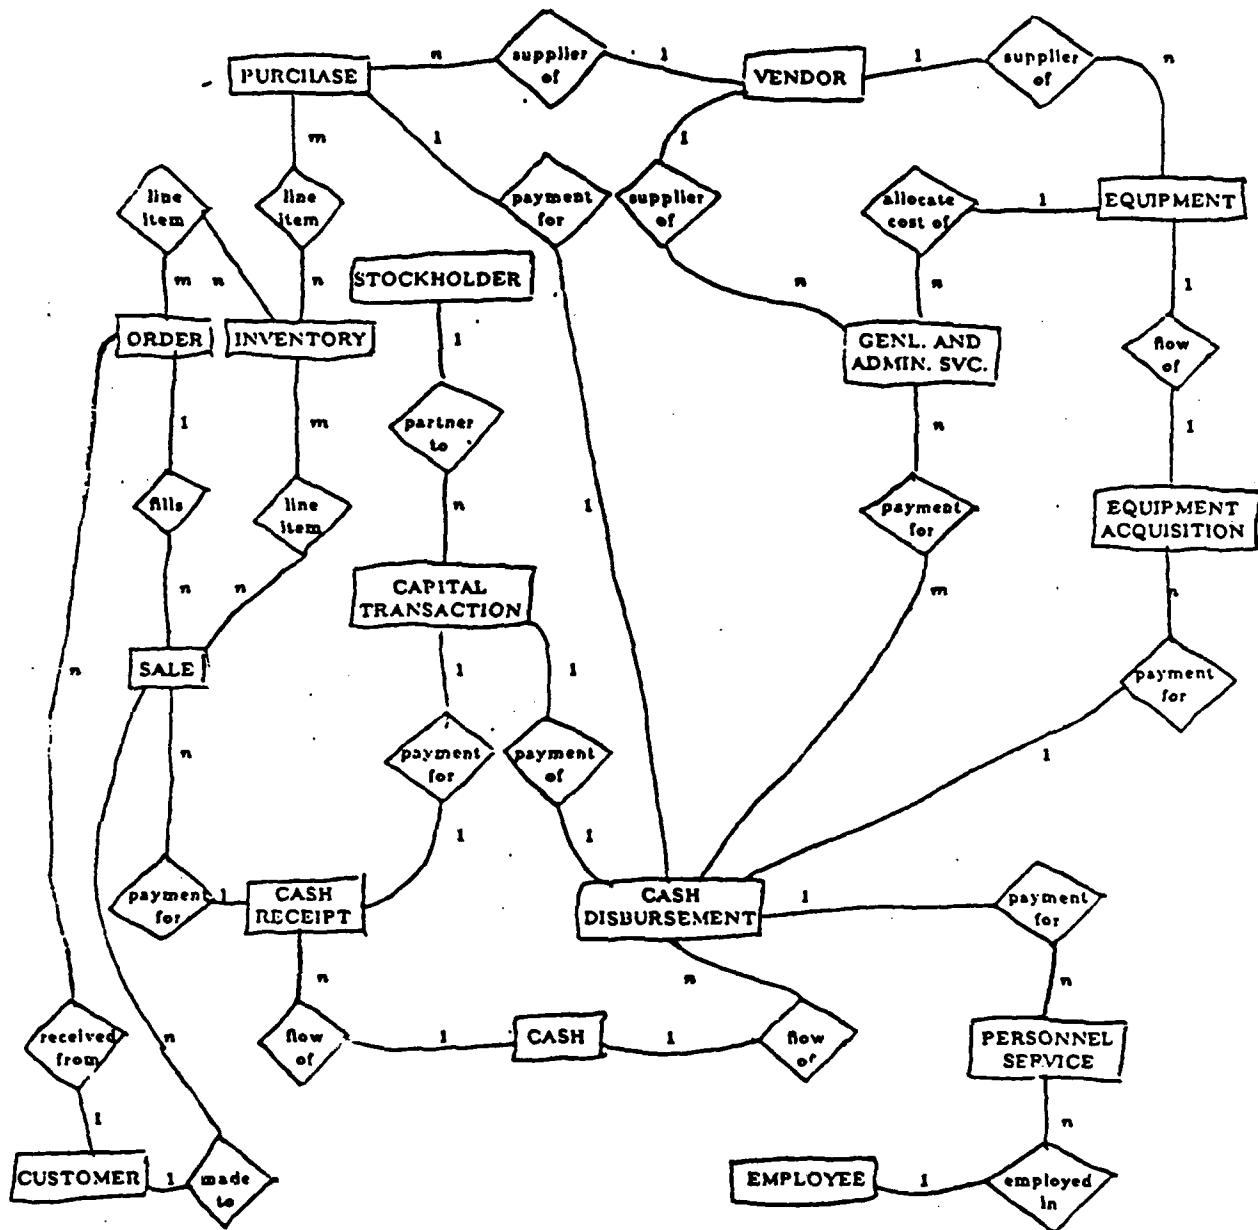 n
supplier
of
1
PURCHASE
VENDOR
1
supplier
of
n
m
1
1
line
item
line
item
payment
for
supplier
of
allocate
cost of
1
EQUIPMENT
m
n
n
STOCKHOLDER
n
n
1
ORDER
INVENTORY
1
GENL. AND
ADMIN. SVC.
flow
of
1
m
partner
to
n
1
fills
line
item
n
1
payment
for
EQUIPMENT
ACQUISITION
n
n
CAPITAL
TRANSACTION
m
n
SALE
n
1
1
payment
for
n
payment
for
payment
of
1
1
1
payment
for
1
CASH
RECEIPT
CASH
DISBURSEMENT
1
payment
for
n
n
n
received
from
n
flow
of
1
CASH
1
flow
of
PERSONNEL
SERVICE
1
n
CUSTOMER
1
made
to
EMPLOYEE
1
employed
in